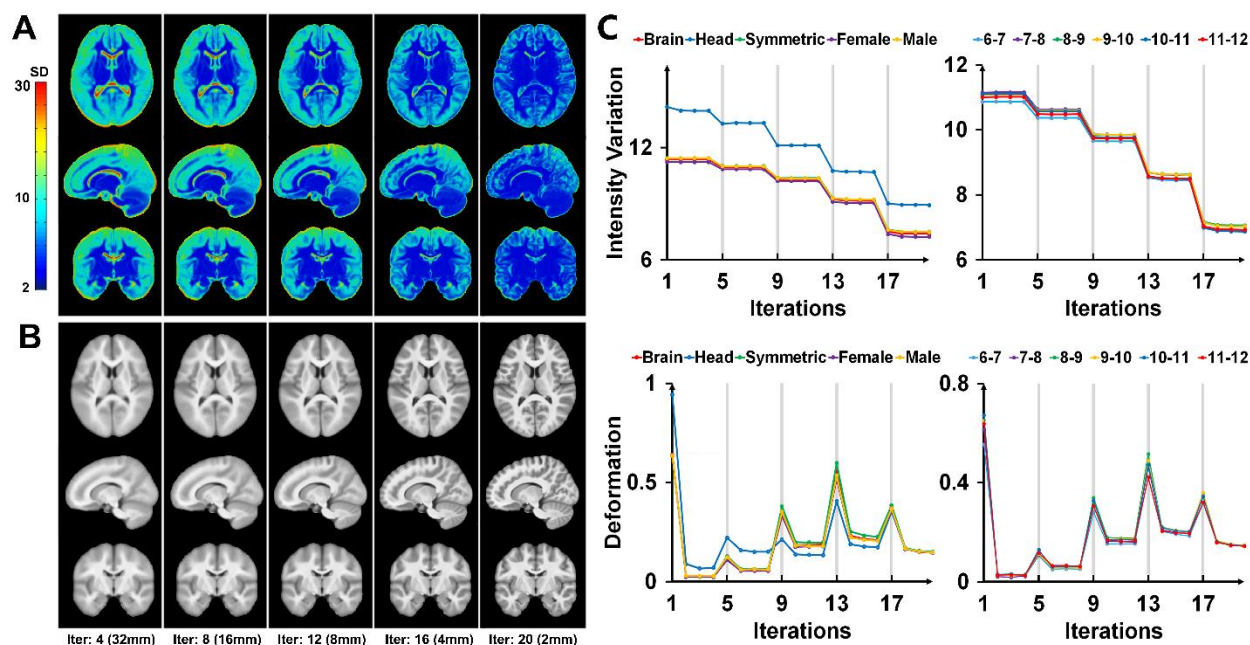 A
SD
30
10
2
B
Iter: 4 (32mm) Iter: 8 (16mm) Iter: 12 (8mm) Iter: 16 (4mm) Iter: 20 (2mm)
C
Brain Head Symmetric Female Male
Intensity Variation
12
6
1 5 9 13 17
Iterations
6-7 7-8 8-9 9-10 10-11 11-12
12
10
8
6
1 5 9 13 17
Iterations
Brain Head Symmetric Female Male
Deformation
1
0.5
0
1 5 9 13 17
Iterations
6-7 7-8 8-9 9-10 10-11 11-12
0.8
0.4
0
1 5 9 13 17
Iterations